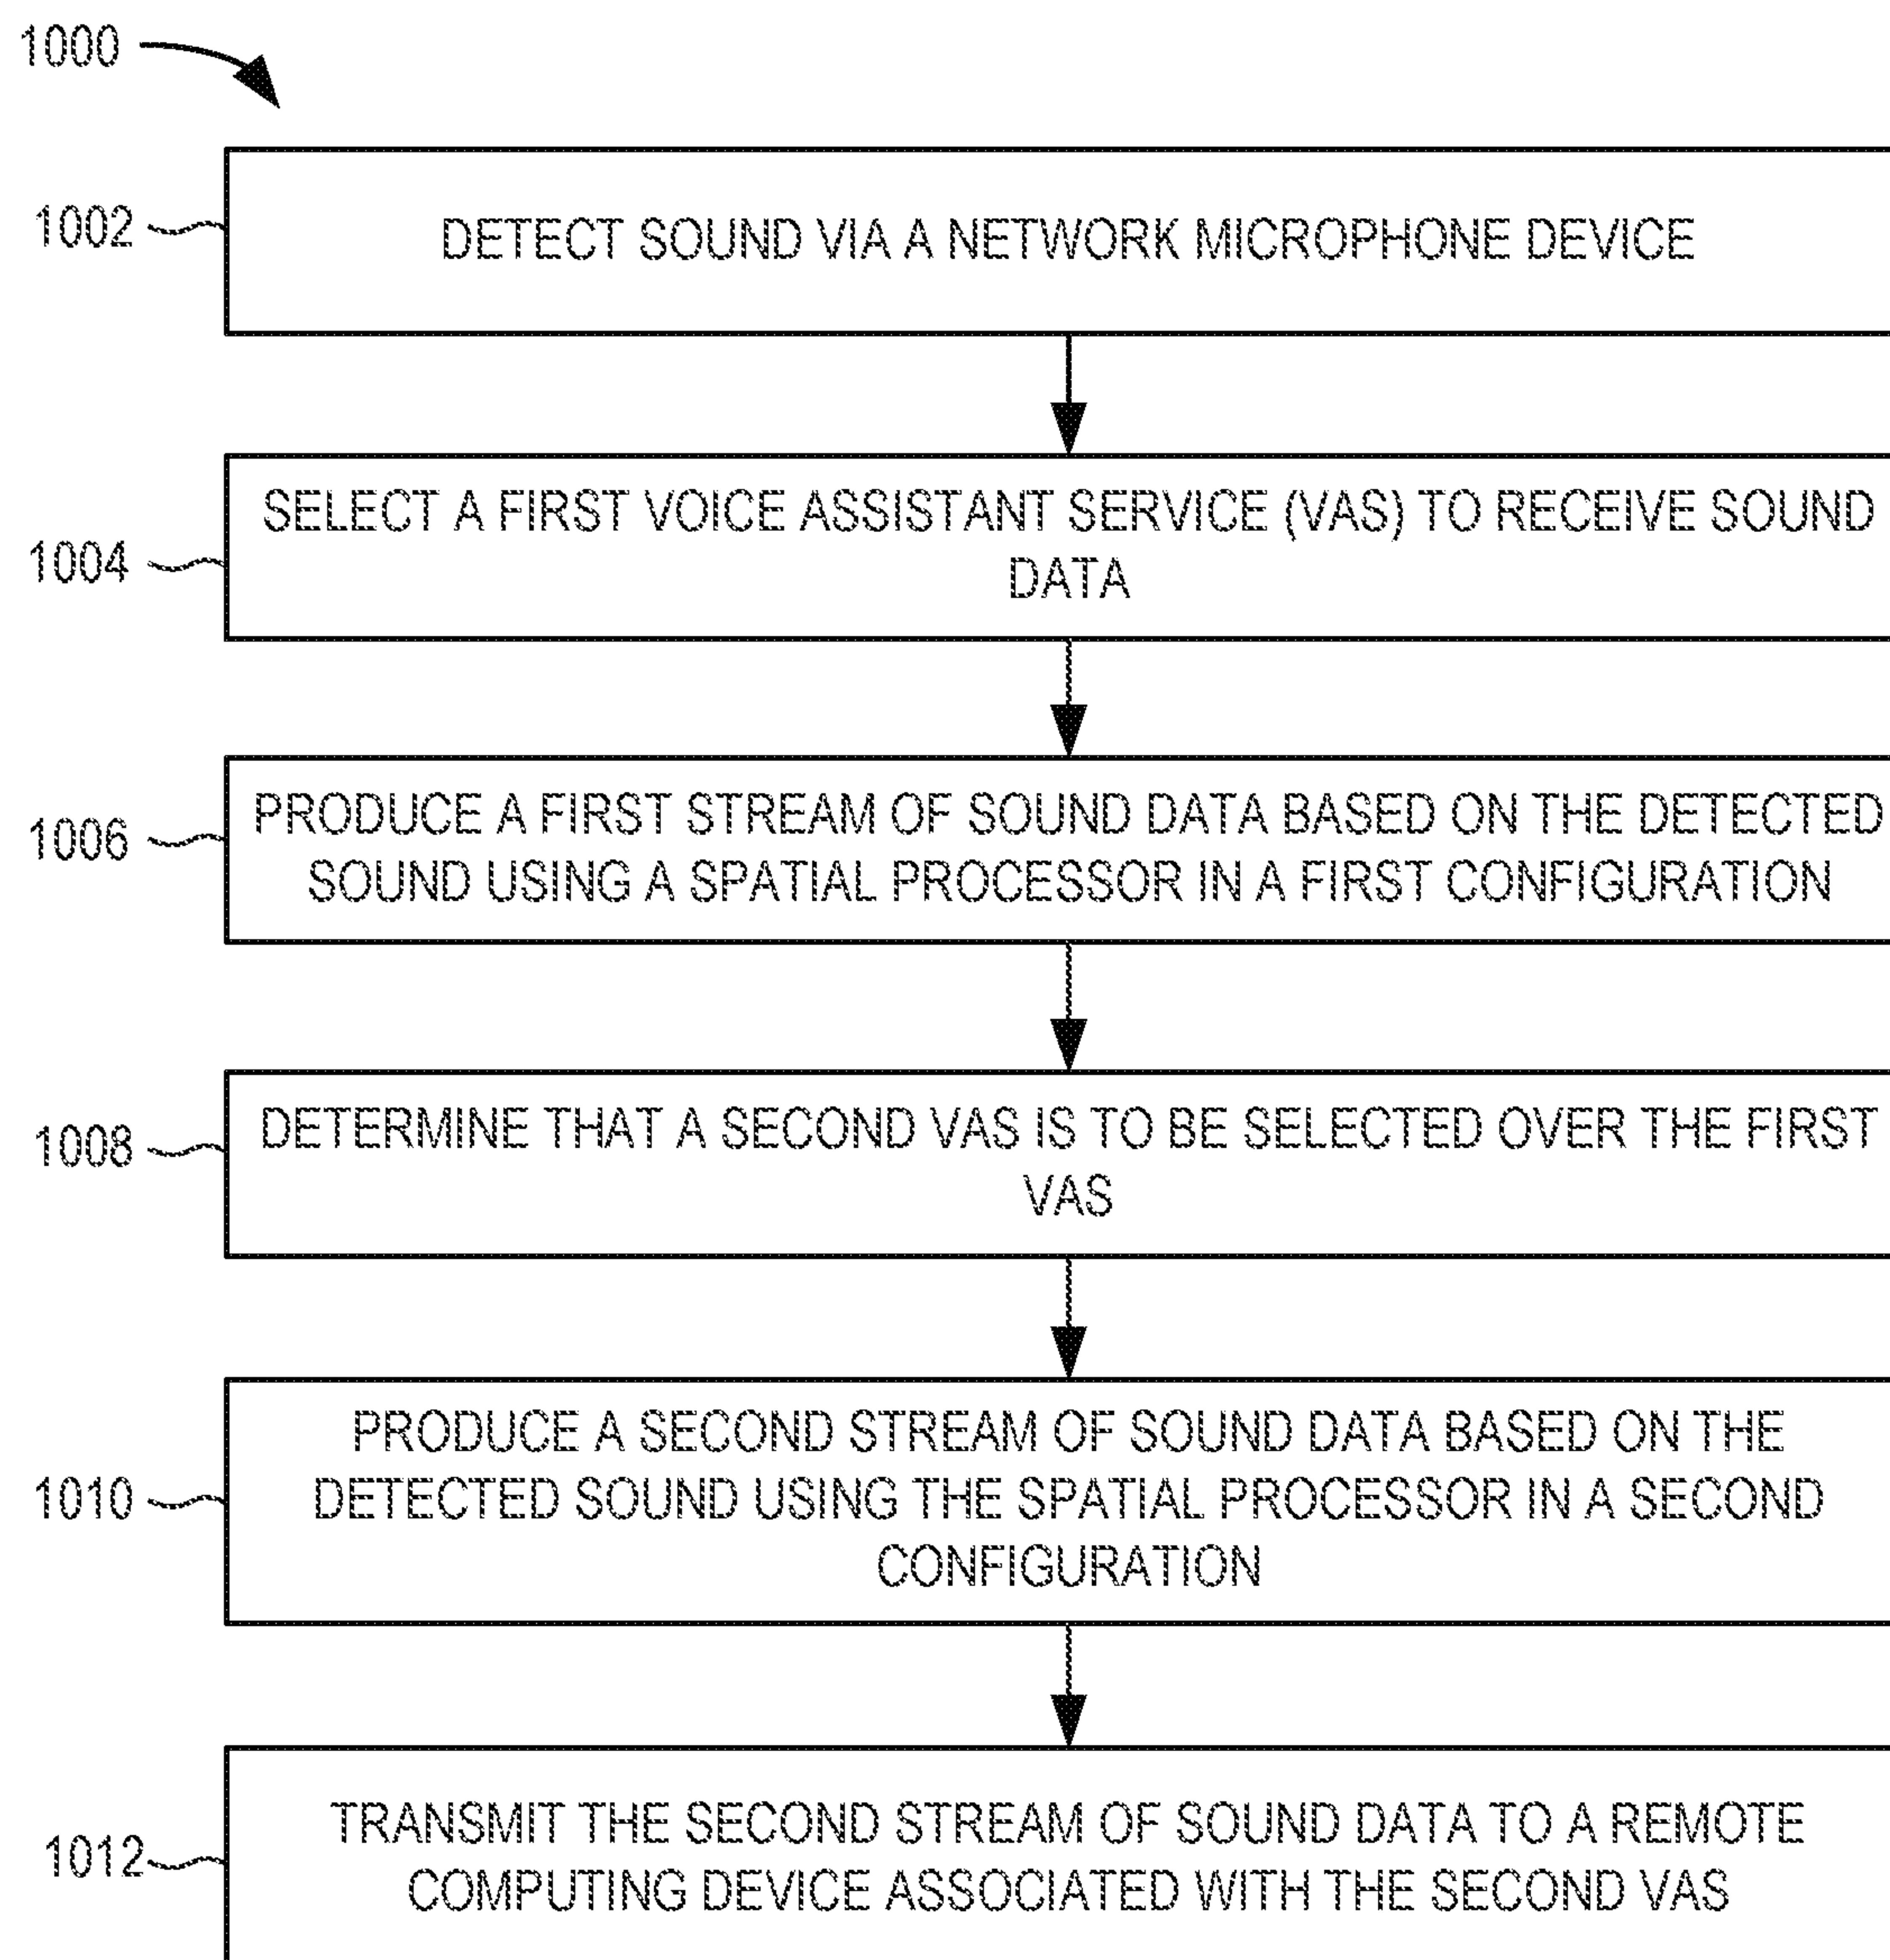 1000
1002
DETECT SOUND VIA A NETWORK MICROPHONE DEVICE
SELECT A FIRST VOICE ASSISTANT SERVICE (VAS) TO RECEIVE SOUND
DATA
1004
PRODUCE A FIRST STREAM OF SOUND DATA BASED ON THE DETECTED
SOUND USING A SPATIAL PROCESSOR IN A FIRST CONFIGURATION
1006
DETERMINE THAT A SECOND VAS IS TO BE SELECTED OVER THE FIRST
VAS
1008
PRODUCE A SECOND STREAM OF SOUND DATA BASED ON THE
DETECTED SOUND USING THE SPATIAL PROCESSOR IN A SECOND
CONFIGURATION
1010
TRANSMIT THE SECOND STREAM OF SOUND DATA TO A REMOTE
COMPUTING DEVICE ASSOCIATED WITH THE SECOND VAS
1012